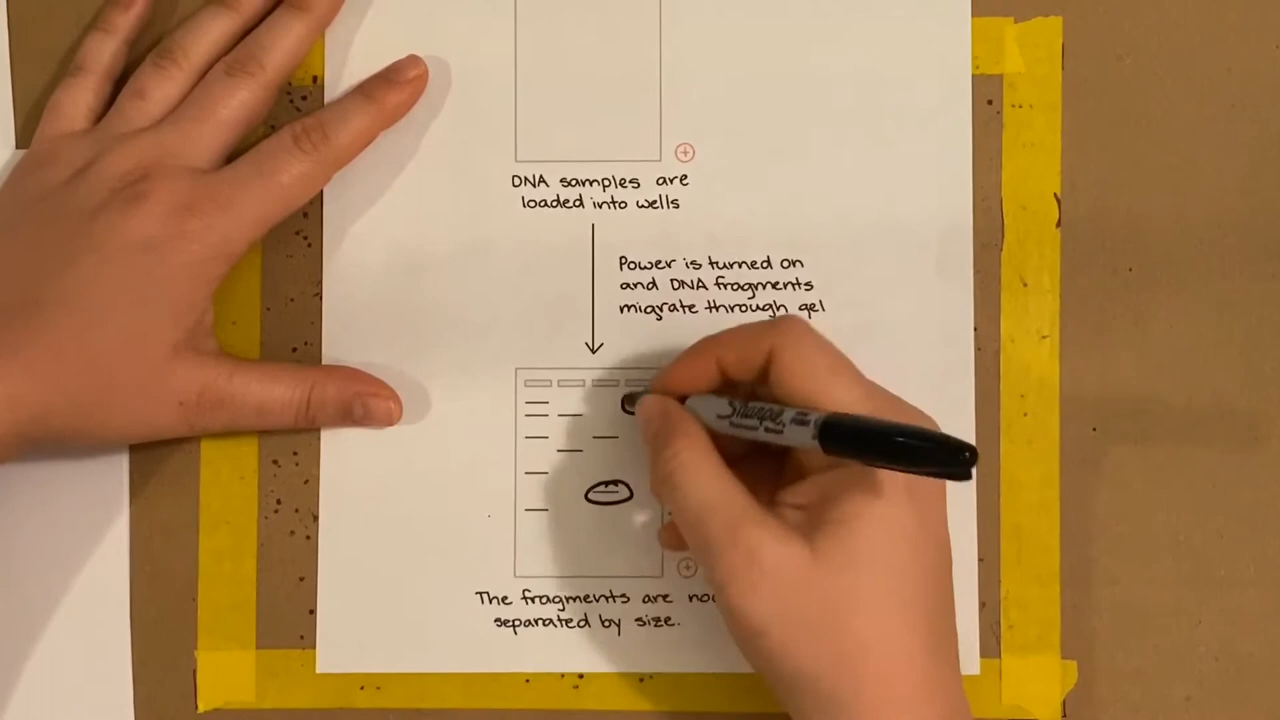 DNA samples are
loaded into wells
Power is turned on
and DNA fragments
migrate through gel
The fragments are
separated by size.
Sharpie